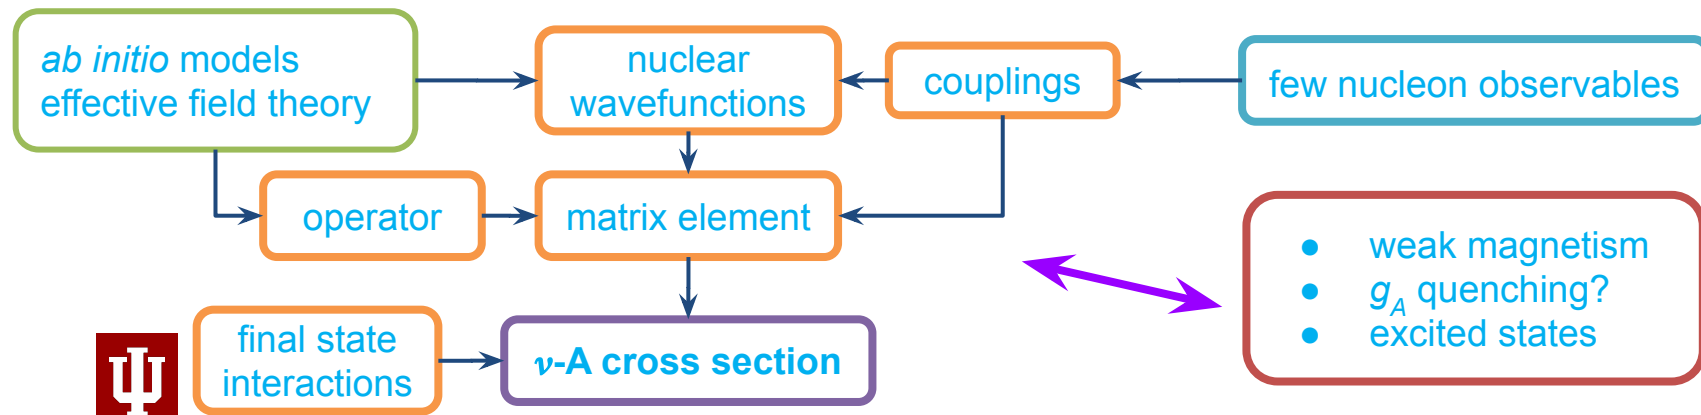 ab initio models
effective field theory
nuclear
wavefunctions
couplings
few nucleon observables
operator
matrix element
● weak magnetism
● g_A quenching?
● excited states
final state
interactions
ν-A cross section